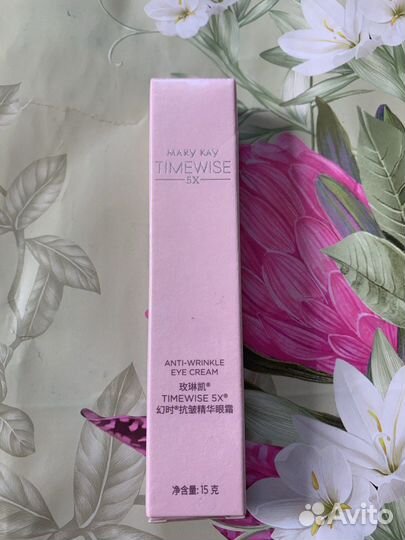 MARY KAY
TIMEWISE
5X
ANTI-WRINKLE
EYE CREAM
玫琳凯®
TIMEWISE 5X®
幻时®抗皱精华眼霜
净含量: 15 克
Avito